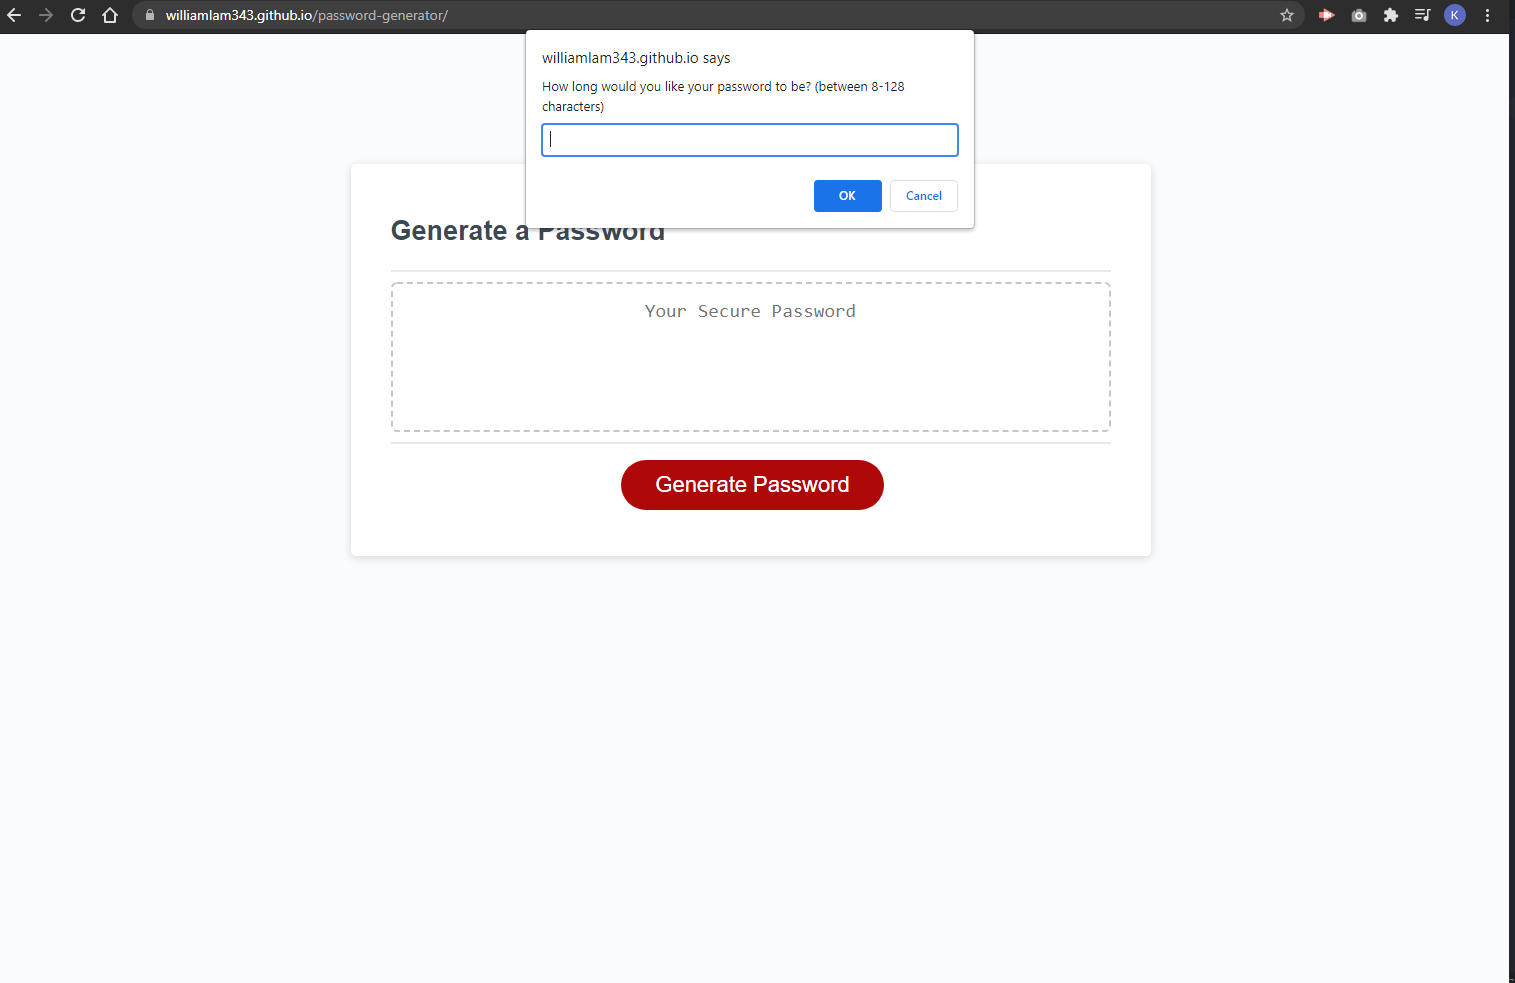 williamlam343.github.io/password-generator/
K
williamlam343.github.io says
How long would you like your password to be? (between 8-128
characters)
OK
Cancel
Generate a Password
Your Secure Password
Generate Password